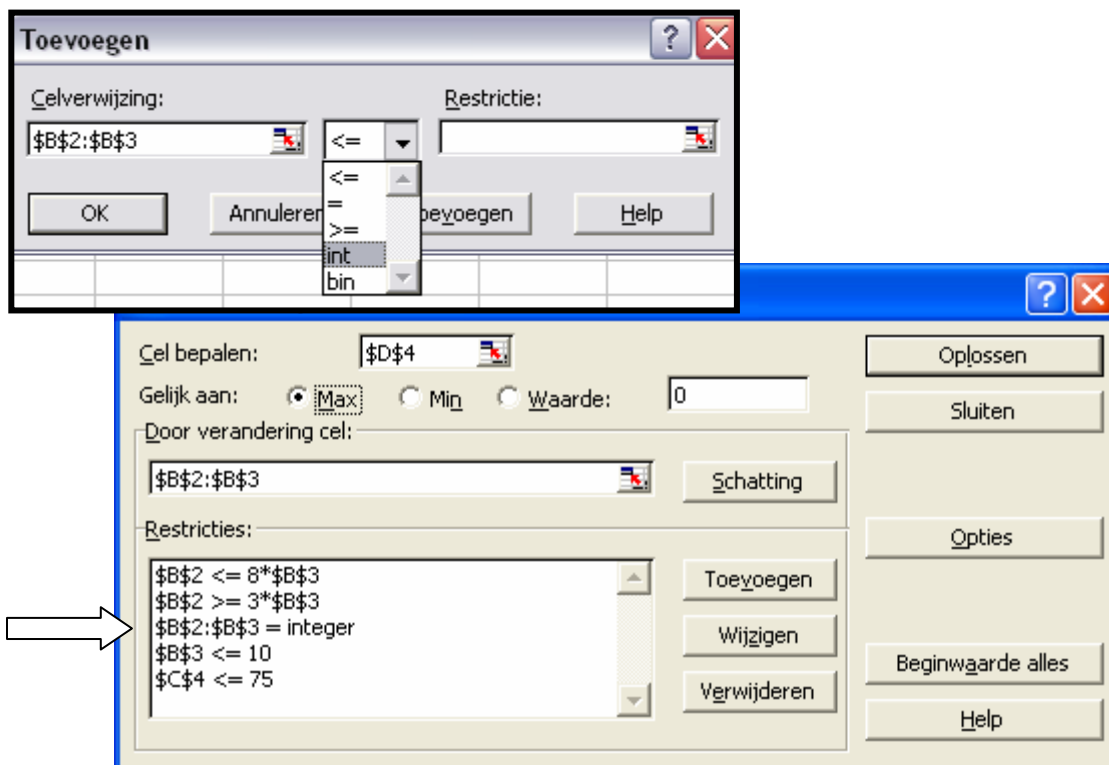 Toevoegen
Celverwijzing: Restrictie:
$B$2:$B$3 <=
<=
=
>=
int
bin
OK Annuleren Toevoegen Help
Cel bepalen: $D$4 Oplossen
Gelijk aan: Max Min Waarde: 0 Sluiten
Door verandering cel:
$B$2:$B$3 Schatting
Restricties: Opties
$B$2 <= 8*$B$3 Toevoegen
$B$2 >= 3*$B$3
$B$2:$B$3 = integer Wijzigen
$B$3 <= 10 Beginwaarde alles
$C$4 <= 75 Verwijderen
Help